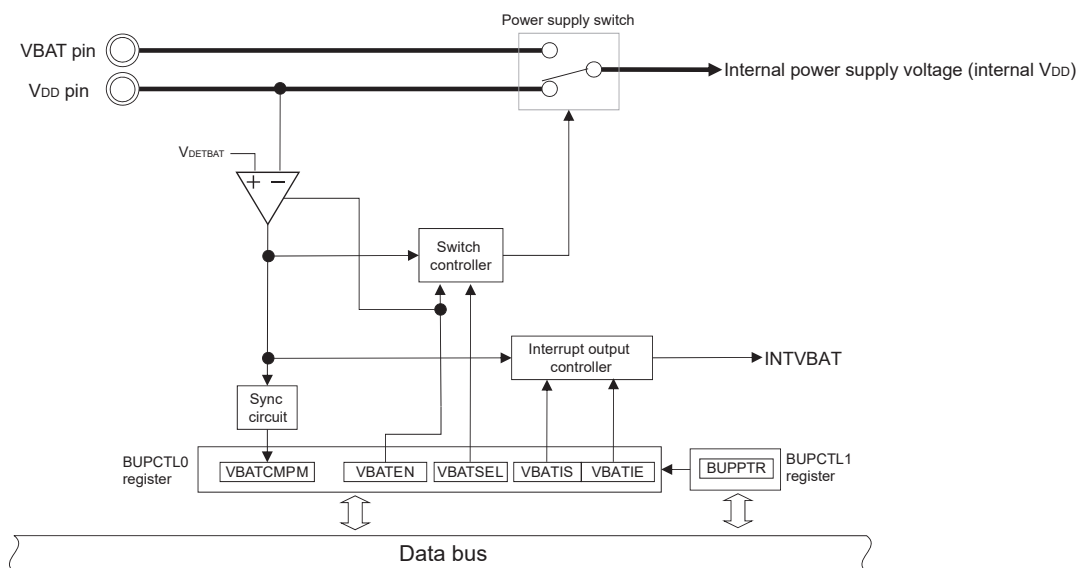 Power supply switch
VBAT pin
VDD pin
Internal power supply voltage (internal VDD)
VDETBAT
+ −
Switch
controller
Interrupt output
controller
INTVBAT
Sync
circuit
BUPCTL0
register
VBATCMPM
VBATEN
VBATSEL
VBATIS
VBATIE
BUPPTR
BUPCTL1
register
Data bus